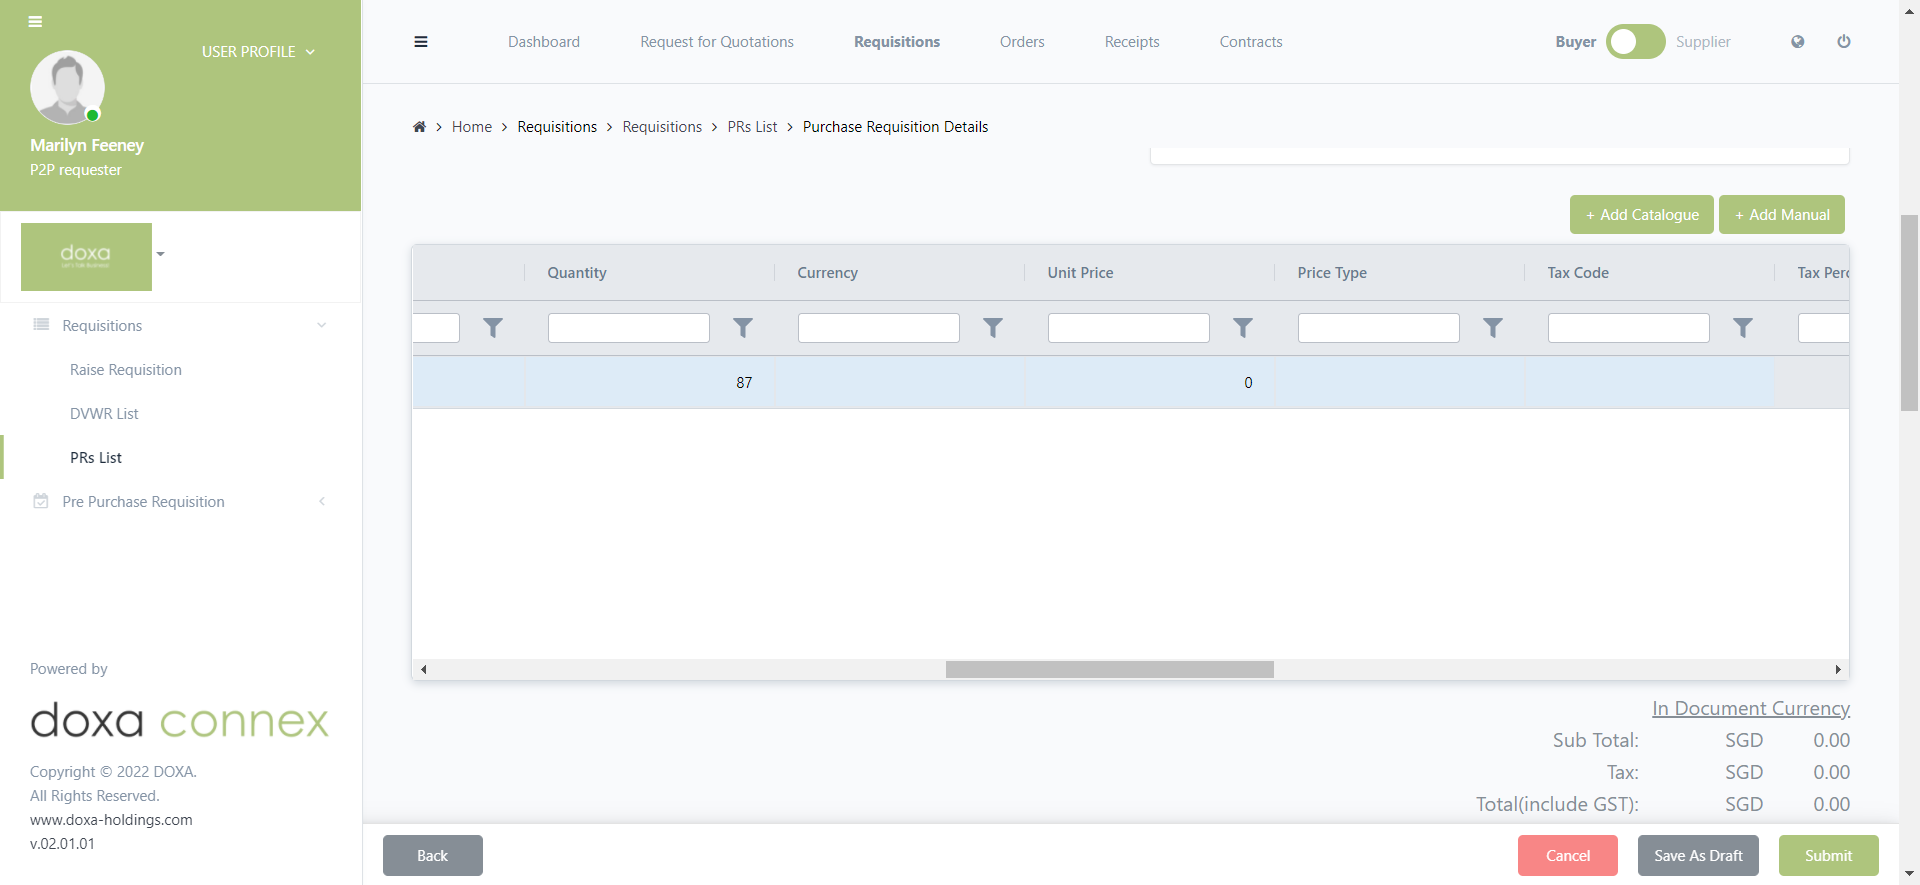 USER PROFILE
Marilyn Feeney
P2P requester
doxa
Let's Talk Business
Requisitions
Raise Requisition
DVWR List
PRs List
Pre Purchase Requisition
Powered by
doxa connex
Copyright © 2022 DOXA.
All Rights Reserved.
www.doxa-holdings.com
v.02.01.01
Dashboard Request for Quotations Requisitions Orders Receipts Contracts Buyer Supplier
Home > Requisitions > Requisitions > PRs List > Purchase Requisition Details
+ Add Catalogue + Add Manual
Quantity Currency Unit Price Price Type Tax Code Tax Perc
87 0
In Document Currency
Sub Total: SGD 0.00
Tax: SGD 0.00
Total(include GST): SGD 0.00
Back Cancel Save As Draft Submit